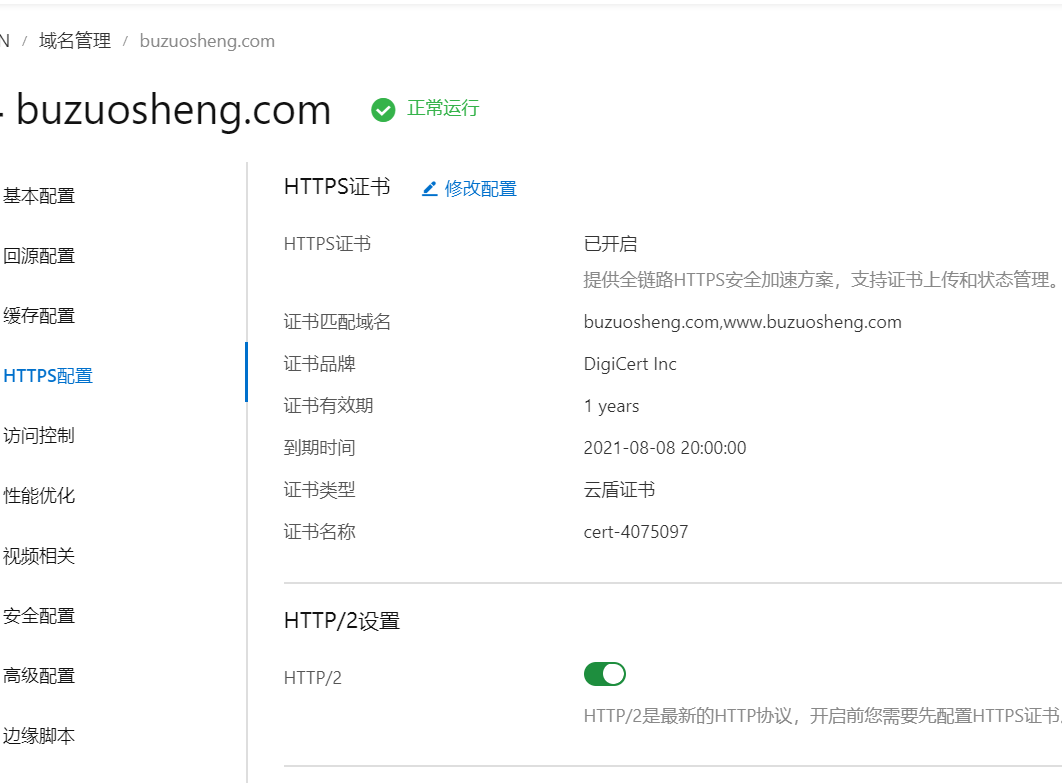 N / 域名管理 / buzuosheng.com
buzuosheng.com 正常运行
基本配置
回源配置
缓存配置
HTTPS配置
访问控制
性能优化
视频相关
安全配置
高级配置
边缘脚本
HTTPS证书 修改配置
HTTPS证书 已开启
提供全链路HTTPS安全加速方案，支持证书上传和状态管理。
证书匹配域名 buzuosheng.com,www.buzuosheng.com
证书品牌 DigiCert Inc
证书有效期 1 years
到期时间 2021-08-08 20:00:00
证书类型 云盾证书
证书名称 cert-4075097
HTTP/2设置
HTTP/2
HTTP/2是最新的HTTP协议，开启前您需要先配置HTTPS证书